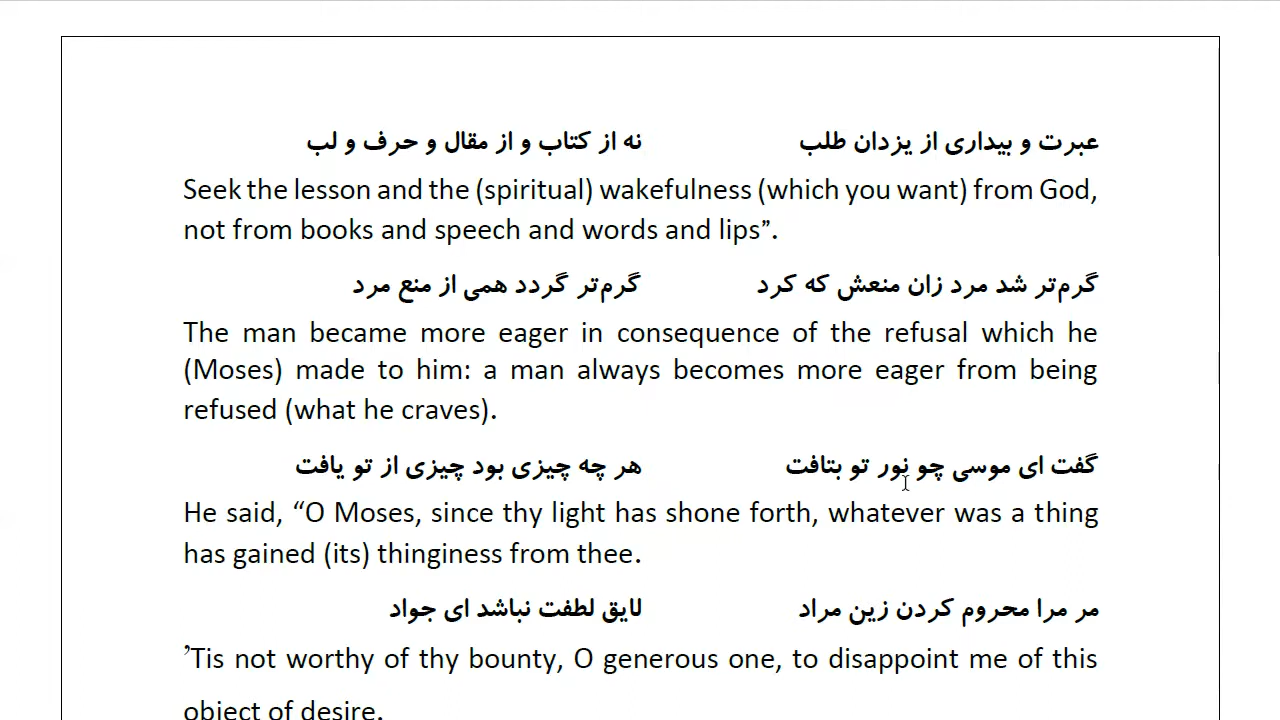 عبرت و بیداری از یزدان طلب نه از کتاب و از مقال و حرف و لب
Seek the lesson and the (spiritual) wakefulness (which you want) from God,
not from books and speech and words and lips”.
گرم‌تر شد مرد زان منعش که کرد گرم‌تر گردد همی از منع مرد
The man became more eager in consequence of the refusal which he
(Moses) made to him: a man always becomes more eager from being
refused (what he craves).
گفت ای موسی چو نور تو بتافت هر چه چیزی بود چیزی از تو یافت
He said, “O Moses, since thy light has shone forth, whatever was a thing
has gained (its) thinginess from thee.
مر مرا محروم کردن زین مراد لایق لطفت نباشد ای جواد
’Tis not worthy of thy bounty, O generous one, to disappoint me of this
object of desire.